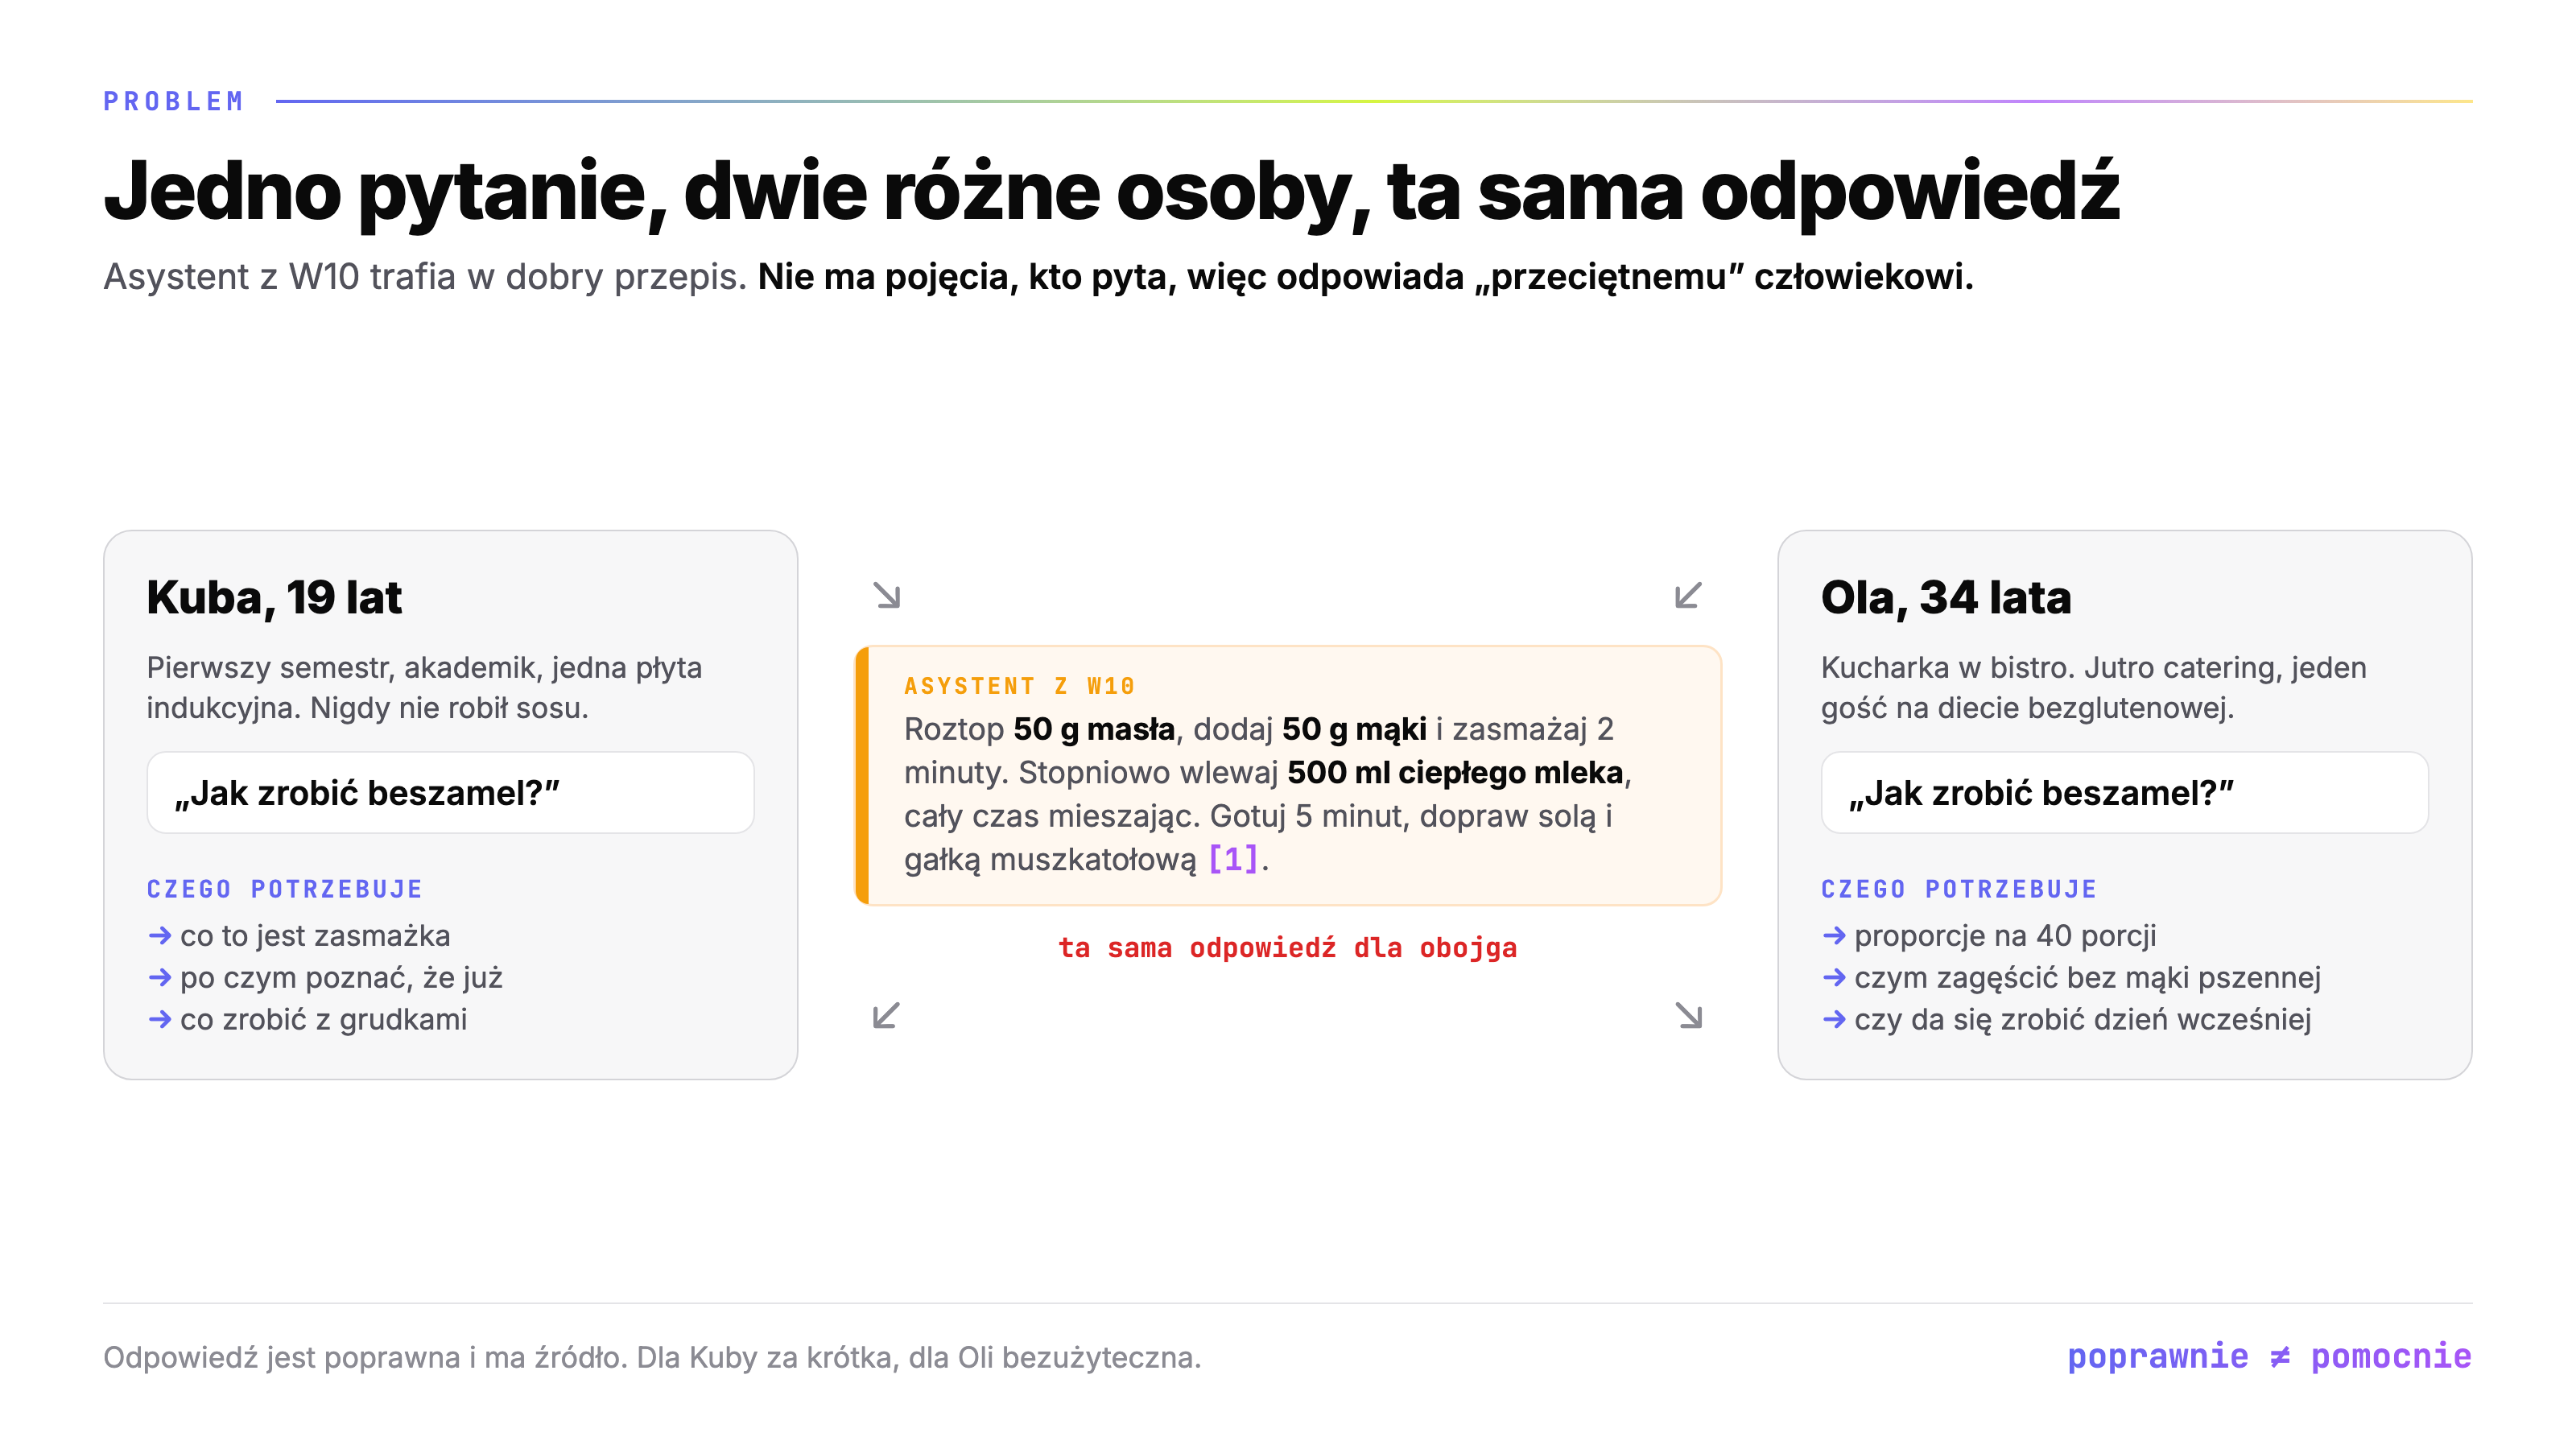 PROBLEM
Jedno pytanie, dwie różne osoby, ta sama odpowiedź
Asystent z W10 trafia w dobry przepis. Nie ma pojęcia, kto pyta, więc odpowiada „przeciętnemu” człowiekowi.
Kuba, 19 lat
Pierwszy semestr, akademik, jedna płyta
indukcyjna. Nigdy nie robił sosu.
„Jak zrobić beszamel?”
CZEGO POTRZEBUJE
→ co to jest zasmażka
→ po czym poznać, że już
→ co zrobić z grudkami
↘ ↙
ASYSTENT Z W10
Roztop 50 g masła, dodaj 50 g mąki i zasmażaj 2
minuty. Stopniowo wlewaj 500 ml ciepłego mleka,
cały czas mieszając. Gotuj 5 minut, dopraw solą i
gałką muszkatołową [1].
ta sama odpowiedź dla obojga
↙ ↘
Ola, 34 lata
Kucharka w bistro. Jutro catering, jeden
gość na diecie bezglutenowej.
„Jak zrobić beszamel?”
CZEGO POTRZEBUJE
→ proporcje na 40 porcji
→ czym zagęścić bez mąki pszennej
→ czy da się zrobić dzień wcześniej
Odpowiedź jest poprawna i ma źródło. Dla Kuby za krótka, dla Oli bezużyteczna.
poprawnie ≠ pomocnie